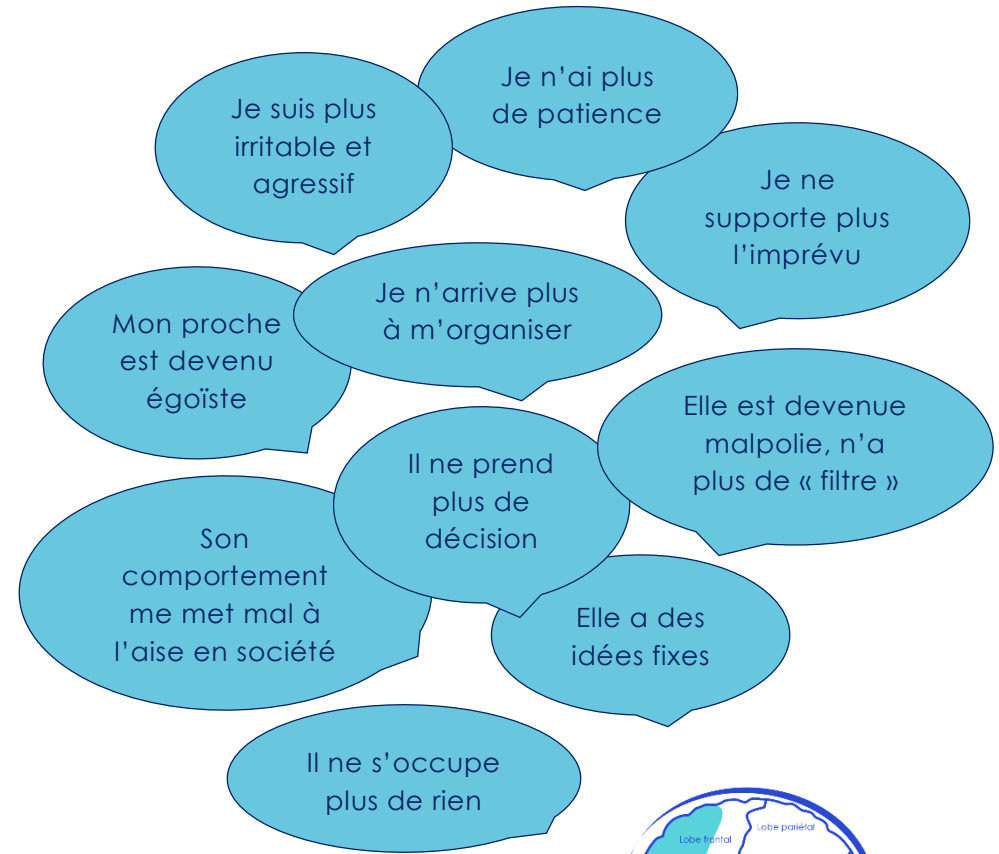 Je n’ai plus
de patience
Je suis plus
irritable et
agressif
Je ne
supporte plus
l’imprévu
Je n’arrive plus
à m’organiser
Mon proche
est devenu
égoïste
Elle est devenue
malpolie, n’a
plus de « filtre »
Il ne prend
plus de
décision
Son
comportement
me met mal à
l’aise en société
Elle a des
idées fixes
Il ne s’occupe
plus de rien
Lobe frontal
Lobe pariétal